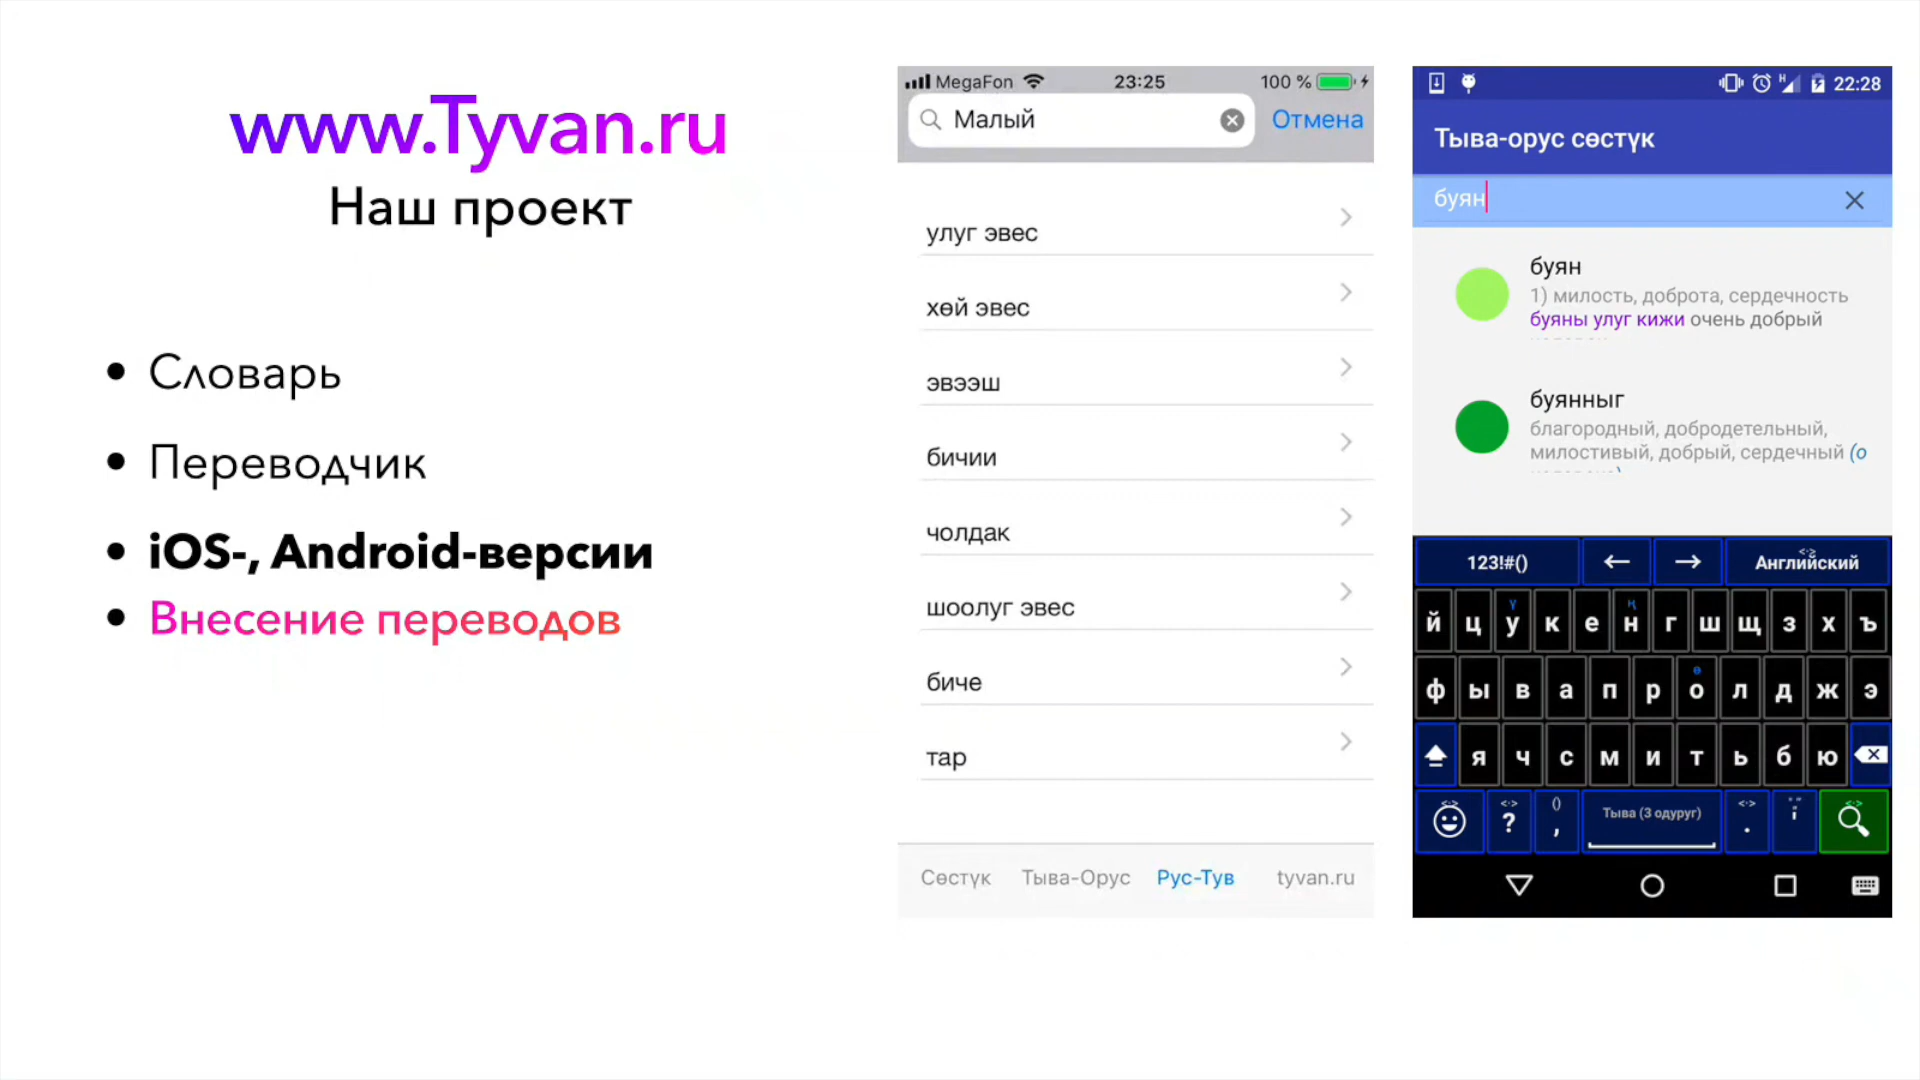 www.Tyvan.ru
Наш проект
• Словарь
• Переводчик
• iOS-, Android-версии
• Внесение переводов
MegaFon 23:25 100 %
Малый Отмена
улуг эвес
хөй эвес
эвээш
бичии
чолдак
шоолуг эвес
биче
тар
Сөстүк Тыва-Орус Рус-Тув tyvan.ru
H 22:28
Тыва-орус сөстүк
буян
буян
1) милость, доброта, сердечность
буяны улуг кижи очень добрый
буянныг
благородный, добродетельный,
милостивый, добрый, сердечный (о
123!#() ← → Английский
й ц у ү к е н ң г ш щ з х ъ
ф ы в а п р о ө л д ж э
я ч с м и т ь б ю
? , Тыва (3 одуруг) .